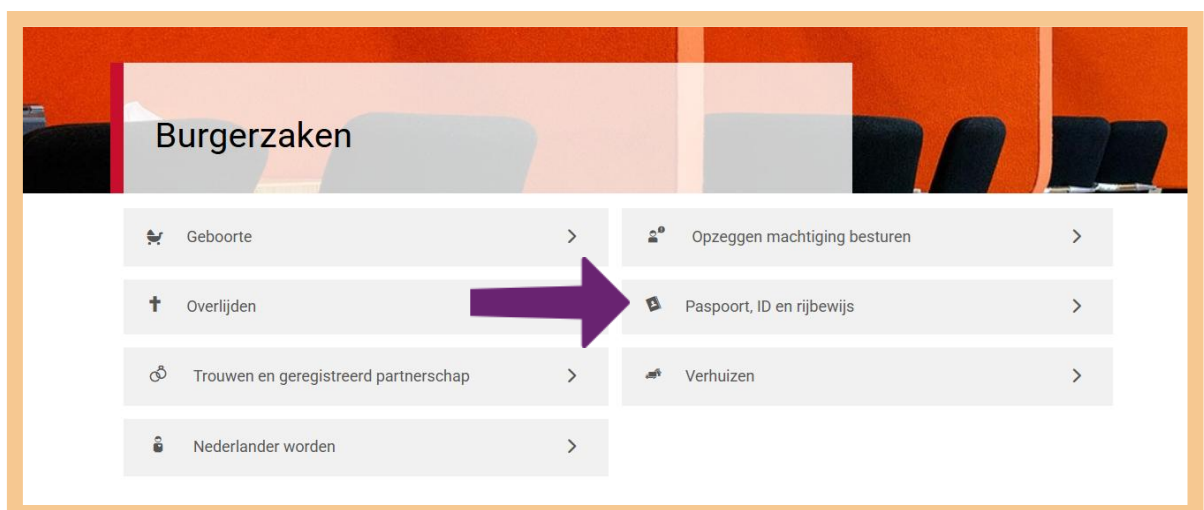 Burgerzaken
Geboorte
Opzeggen machtiging besturen
Overlijden
Paspoort, ID en rijbewijs
Trouwen en geregistreerd partnerschap
Verhuizen
Nederlander worden